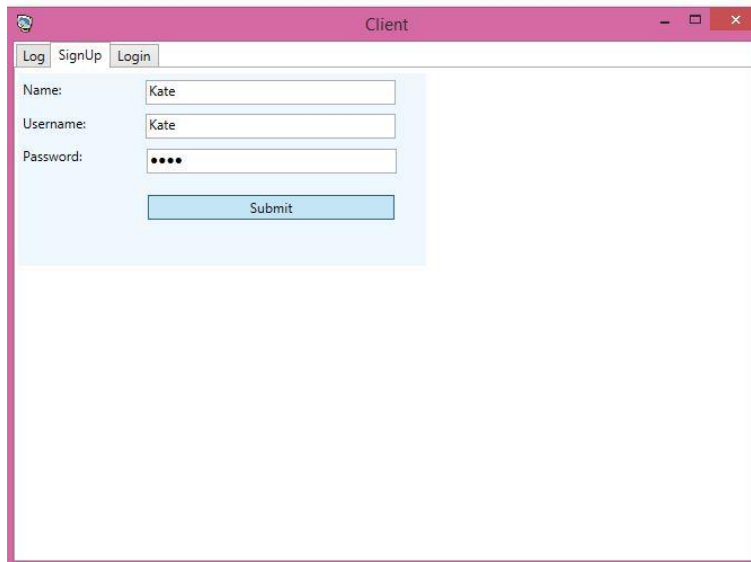 Client
Log SignUp Login
Name: Kate
Username: Kate
Password: ••••
Submit